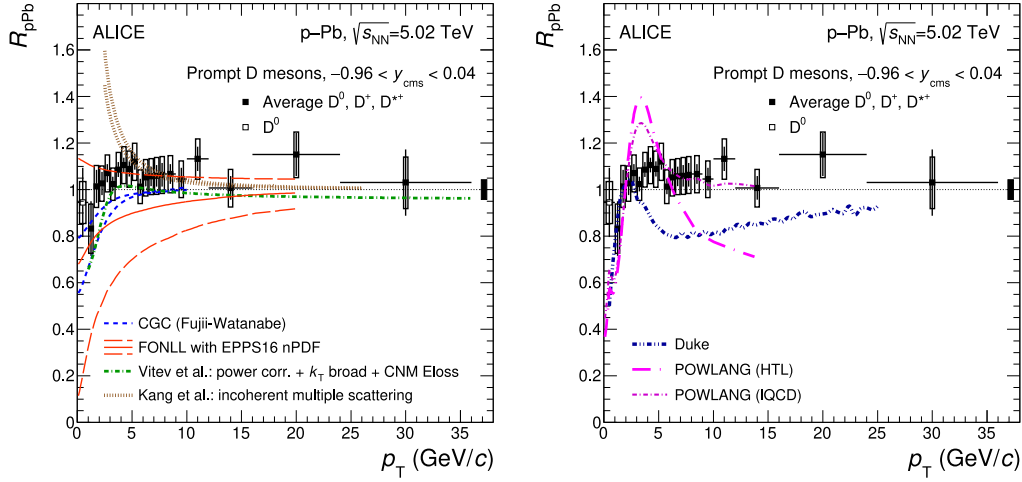 R_pPb
ALICE
p–Pb, √s_NN=5.02 TeV
Prompt D mesons, −0.96 < y_cms < 0.04
Average D⁰, D⁺, D*⁺
D⁰
1.6
1.4
1.2
1
0.8
0.6
0.4
0.2
0
CGC (Fujii-Watanabe)
FONLL with EPPS16 nPDF
Vitev et al.: power corr. + k_T broad + CNM Eloss
Kang et al.: incoherent multiple scattering
0 5 10 15 20 25 30 35
p_T (GeV/c)
R_pPb
ALICE
p–Pb, √s_NN=5.02 TeV
Prompt D mesons, −0.96 < y_cms < 0.04
Average D⁰, D⁺, D*⁺
D⁰
1.6
1.4
1.2
1
0.8
0.6
0.4
0.2
0
Duke
POWLANG (HTL)
POWLANG (lQCD)
0 5 10 15 20 25 30 35
p_T (GeV/c)